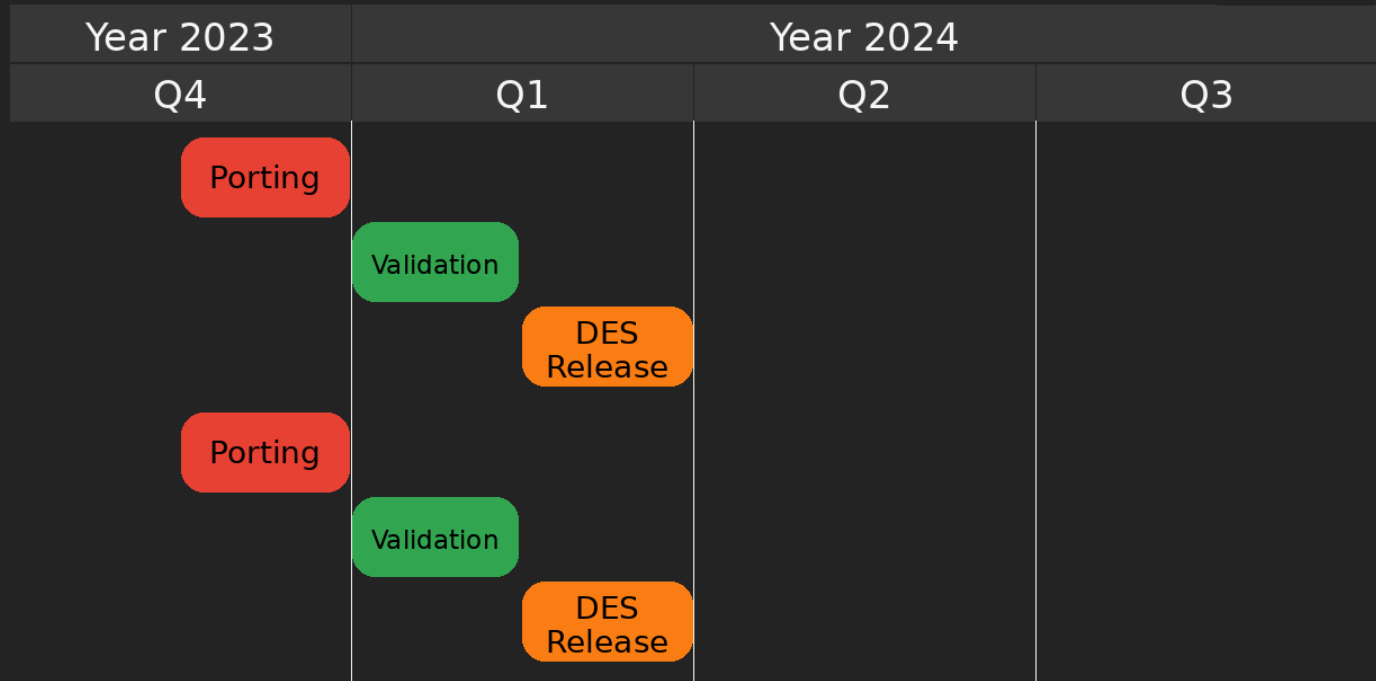 Year 2023
Year 2024
Q4
Q1
Q2
Q3
Porting
Validation
DES
Release
Porting
Validation
DES
Release